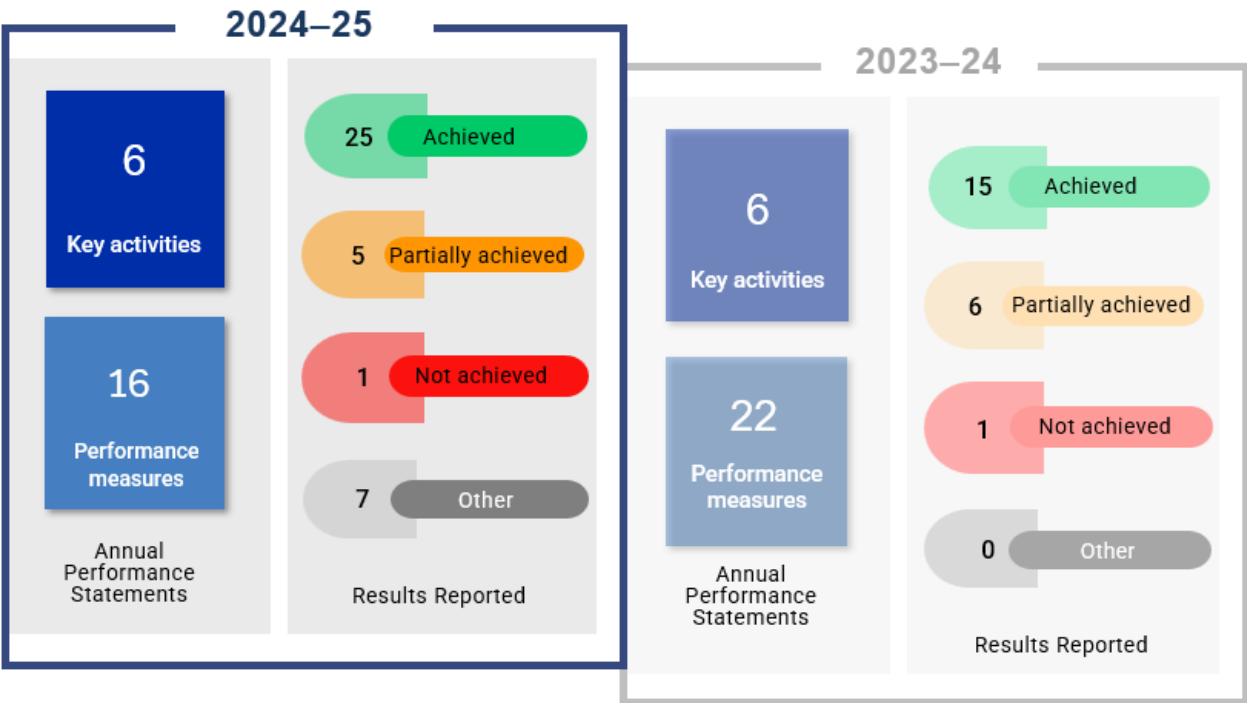 2024–25
6
Key activities
16
Performance
measures
Annual
Performance
Statements
25
Achieved
5
Partially achieved
1
Not achieved
7
Other
Results Reported
2023–24
6
Key activities
22
Performance
measures
Annual
Performance
Statements
15
Achieved
6
Partially achieved
1
Not achieved
0
Other
Results Reported